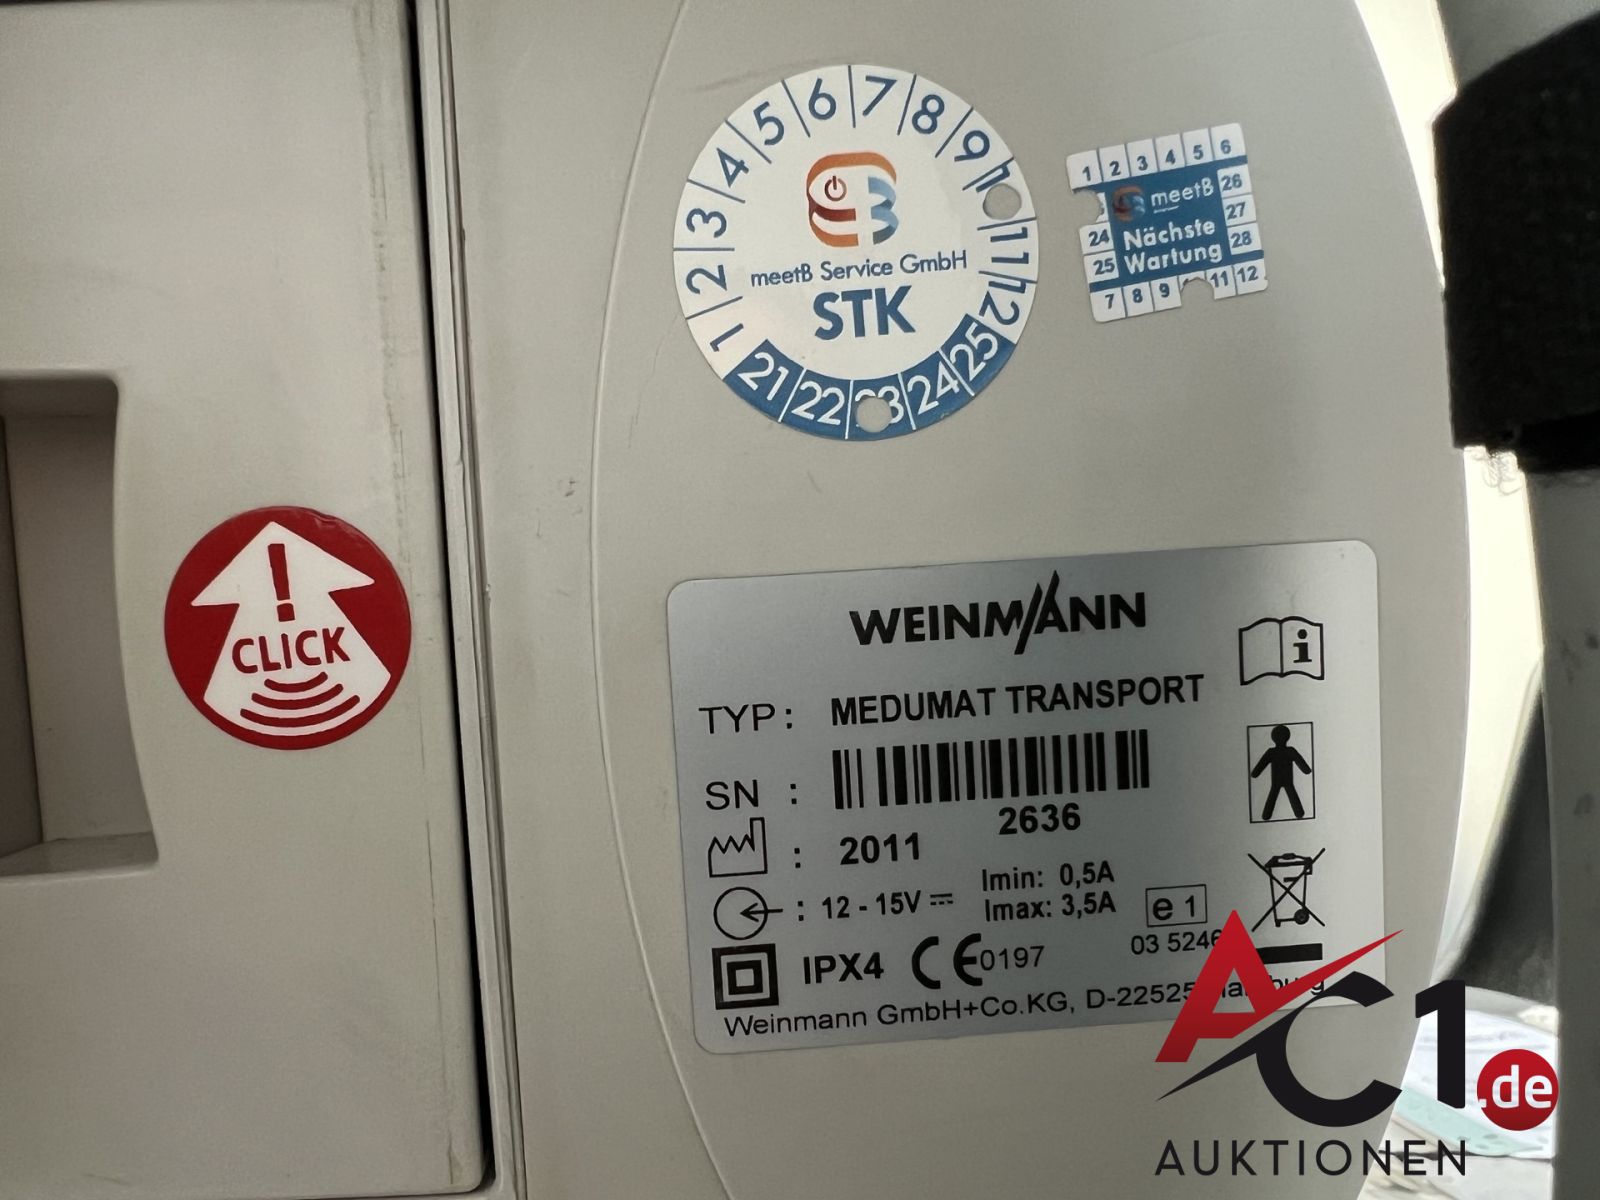 1 2 3 4 5 6 7 8 9 11 12
meetB Service GmbH
STK
21 22 24 25
1 2 3 4 5 6
meetB 26
27
24 Nächste 28
25 Wartung
7 8 9 11 12
!
CLICK
WEINMANN
TYP: MEDUMAT TRANSPORT
SN :
2636
: 2011
: 12 - 15V Imin: 0,5A
Imax: 3,5A e 1
IPX4 CE 0197 03 5246
Weinmann GmbH+Co.KG, D-22525
AC1.de
AUKTIONEN